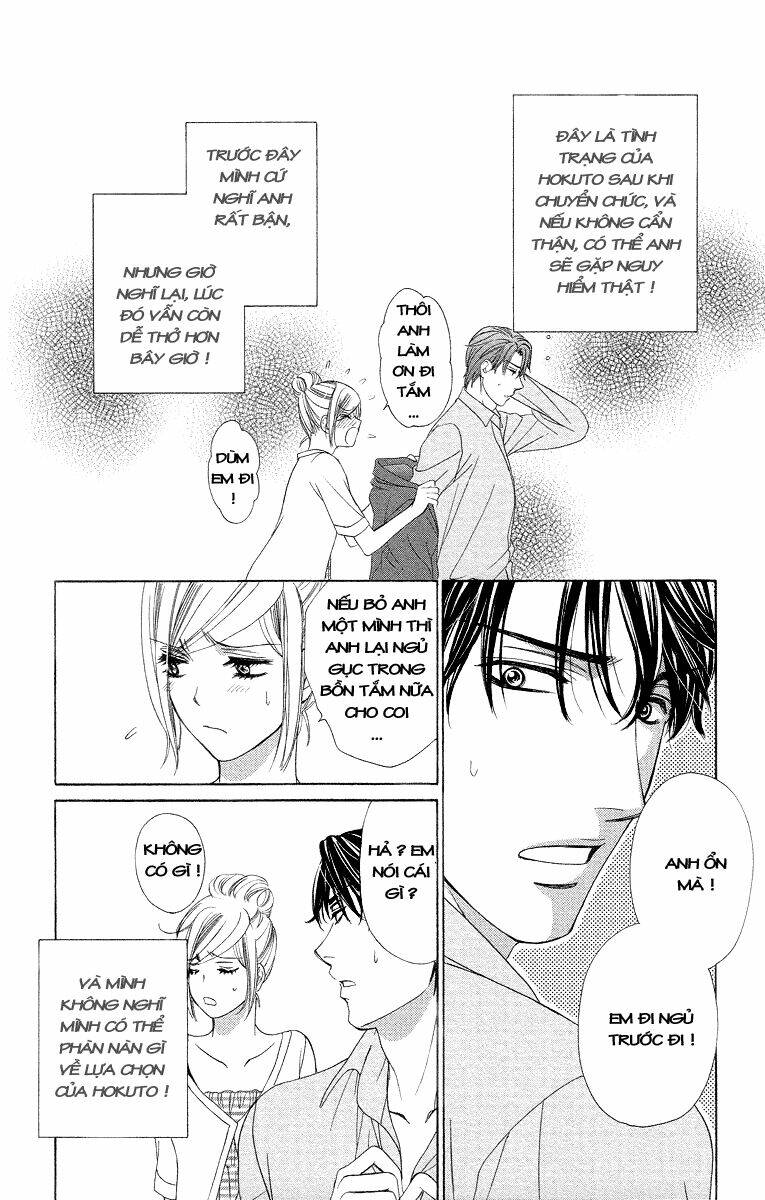 ĐÂY LÀ TÌNH
TRẠNG CỦA
HOKUTO SAU KHI
CHUYỂN CHỨC, VÀ
NẾU KHÔNG CẨN
THẬN, CÓ THỂ ANH
SẼ GẶP NGUY
HIỂM THẬT !
TRƯỚC ĐÂY
MÌNH CỨ
NGHĨ ANH
RẤT BẬN,
NHƯNG GIỜ
NGHĨ LẠI, LÚC
ĐÓ VẪN CÒN
DỄ THỞ HƠN
BÂY GIỜ !
THÔI
ANH
LÀM
ƠN ĐI
TẮM
...
DÙM
EM ĐI
!
ANH ỔN
MÀ !
EM ĐI NGỦ
TRƯỚC ĐI !
NẾU BỎ ANH
MỘT MÌNH THÌ
ANH LẠI NGỦ
GỤC TRONG
BỒN TẮM NỮA
CHO COI
...
HẢ ? EM
NÓI CÁI
GÌ ?
KHÔNG
CÓ GÌ !
VÀ MÌNH
KHÔNG NGHĨ
MÌNH CÓ THỂ
PHÀN NÀN GÌ
VỀ LỰA CHỌN
CỦA HOKUTO !